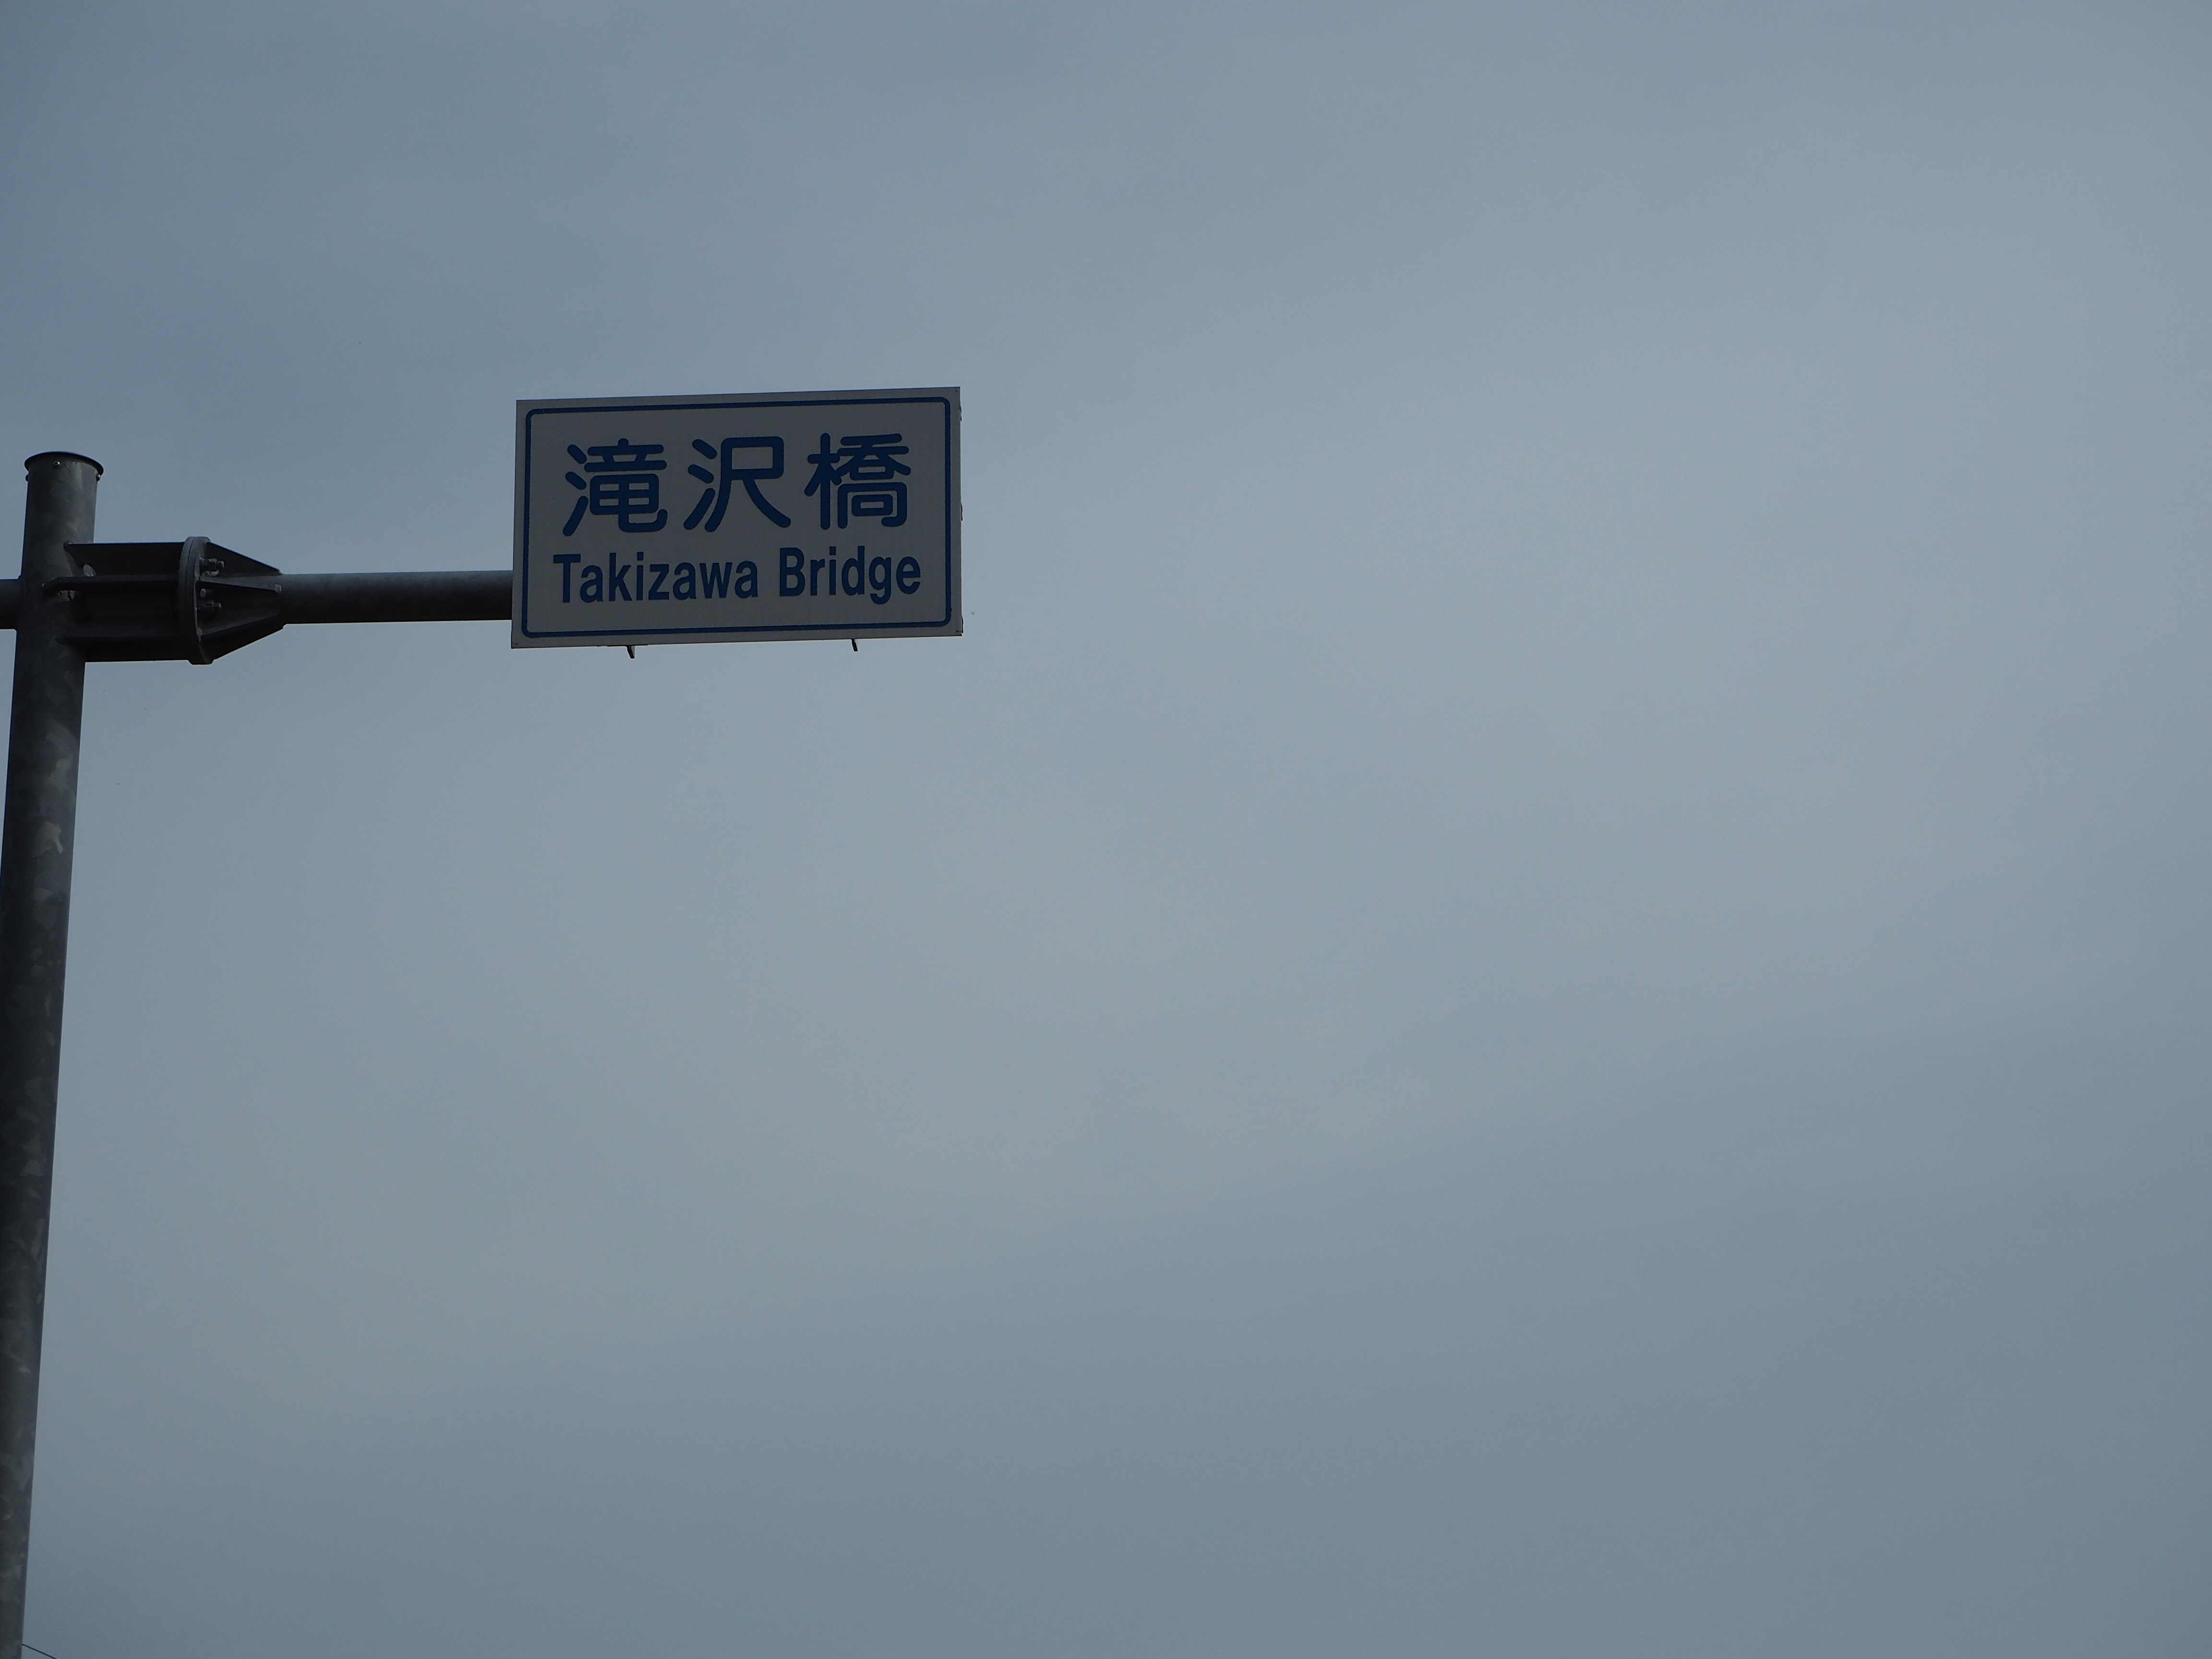 滝沢橋
Takizawa Bridge